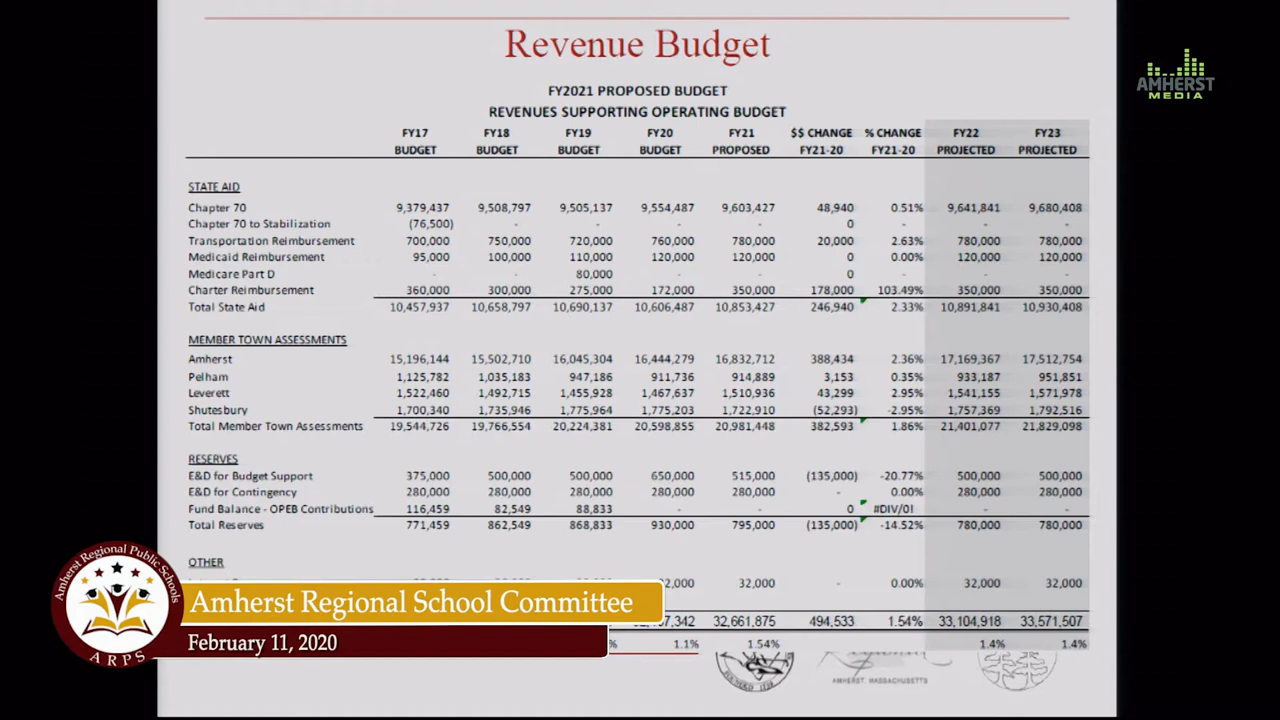 Revenue Budget
AMHERST
MEDIA
FY2021 PROPOSED BUDGET
REVENUES SUPPORTING OPERATING BUDGET
FY17 FY18 FY19 FY20 FY21 $$ CHANGE % CHANGE FY22 FY23
BUDGET BUDGET BUDGET BUDGET PROPOSED FY21-20 FY21-20 PROJECTED PROJECTED
STATE AID
Chapter 70 9,379,437 9,508,797 9,505,137 9,554,487 9,603,427 48,940 0.51% 9,641,841 9,680,408
Chapter 70 to Stabilization (76,500) - - - - 0 - - -
Transportation Reimbursement 700,000 750,000 720,000 760,000 780,000 20,000 2.63% 780,000 780,000
Medicaid Reimbursement 95,000 100,000 110,000 120,000 120,000 0 0.00% 120,000 120,000
Medicare Part D - - 80,000 - - 0 - - -
Charter Reimbursement 360,000 300,000 275,000 172,000 350,000 178,000 103.49% 350,000 350,000
Total State Aid 10,457,937 10,658,797 10,690,137 10,606,487 10,853,427 246,940 2.33% 10,891,841 10,930,408
MEMBER TOWN ASSESSMENTS
Amherst 15,196,144 15,502,710 16,045,304 16,444,279 16,832,712 388,434 2.36% 17,169,367 17,512,754
Pelham 1,125,782 1,035,183 947,186 911,736 914,889 3,153 0.35% 933,187 951,851
Leverett 1,522,460 1,492,715 1,455,928 1,467,637 1,510,936 43,299 2.95% 1,541,155 1,571,978
Shutesbury 1,700,340 1,735,946 1,775,964 1,775,203 1,722,910 (52,293) -2.95% 1,757,369 1,792,516
Total Member Town Assessments 19,544,726 19,766,554 20,224,381 20,598,855 20,981,448 382,593 1.86% 21,401,077 21,829,098
RESERVES
E&D for Budget Support 375,000 500,000 500,000 650,000 515,000 (135,000) -20.77% 500,000 500,000
E&D for Contingency 280,000 280,000 280,000 280,000 280,000 - 0.00% 280,000 280,000
Fund Balance - OPEB Contributions 116,459 82,549 88,833 - - 0 #DIV/0! - -
Total Reserves 771,459 862,549 868,833 930,000 795,000 (135,000) -14.52% 780,000 780,000
OTHER
2,000 32,000 - 0.00% 32,000 32,000
7,342 32,661,875 494,533 1.54% 33,104,918 33,571,507
% 1.1% 1.54% 1.4% 1.4%
AMHERST, MASSACHUSETTS
Amherst Regional Public Schools
ARPS
Amherst Regional School Committee
February 11, 2020